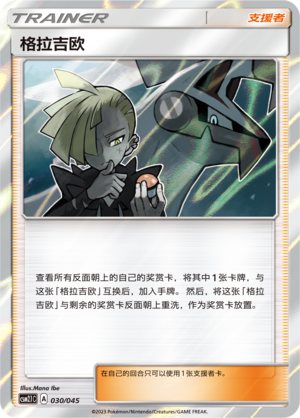 TRAINER 支援者
格拉吉欧
查看所有反面朝上的自己的奖赏卡，将其中1张卡牌，与
这张「格拉吉欧」互换后，加入手牌。 然后，将这张「格拉
吉欧」与剩余的奖赏卡反面朝上重洗，作为奖赏卡放置。
Illus.Mana Ibe
在自己的回合只可以使用1张支援者卡。
A 030/045
©2023 Pokémon/Nintendo/Creatures/GAME FREAK.